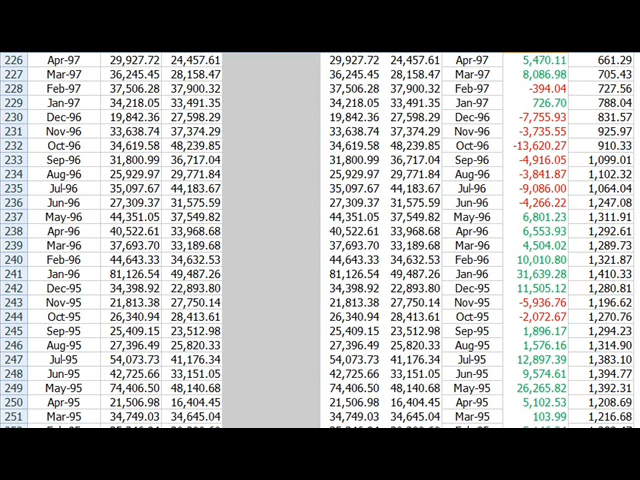 226 Apr-97 29,927.72 24,457.61 29,927.72 24,457.61 Apr-97 5,470.11 661.29
227 Mar-97 36,245.45 28,158.47 36,245.45 28,158.47 Mar-97 8,086.98 705.43
228 Feb-97 37,506.28 37,900.32 37,506.28 37,900.32 Feb-97 -394.04 727.56
229 Jan-97 34,218.05 33,491.35 34,218.05 33,491.35 Jan-97 726.70 788.04
230 Dec-96 19,842.36 27,598.29 19,842.36 27,598.29 Dec-96 -7,755.93 831.57
231 Nov-96 33,638.74 37,374.29 33,638.74 37,374.29 Nov-96 -3,735.55 925.97
232 Oct-96 34,619.58 48,239.85 34,619.58 48,239.85 Oct-96 -13,620.27 910.33
233 Sep-96 31,800.99 36,717.04 31,800.99 36,717.04 Sep-96 -4,916.05 1,099.01
234 Aug-96 25,929.97 29,771.84 25,929.97 29,771.84 Aug-96 -3,841.87 1,102.32
235 Jul-96 35,097.67 44,183.67 35,097.67 44,183.67 Jul-96 -9,086.00 1,064.04
236 Jun-96 27,309.37 31,575.59 27,309.37 31,575.59 Jun-96 -4,266.22 1,247.08
237 May-96 44,351.05 37,549.82 44,351.05 37,549.82 May-96 6,801.23 1,311.91
238 Apr-96 40,522.61 33,968.68 40,522.61 33,968.68 Apr-96 6,553.93 1,292.61
239 Mar-96 37,693.70 33,189.68 37,693.70 33,189.68 Mar-96 4,504.02 1,289.73
240 Feb-96 44,643.33 34,632.53 44,643.33 34,632.53 Feb-96 10,010.80 1,321.87
241 Jan-96 81,126.54 49,487.26 81,126.54 49,487.26 Jan-96 31,639.28 1,410.33
242 Dec-95 34,398.92 22,893.80 34,398.92 22,893.80 Dec-95 11,505.12 1,280.81
243 Nov-95 21,813.38 27,750.14 21,813.38 27,750.14 Nov-95 -5,936.76 1,196.62
244 Oct-95 26,340.94 28,413.61 26,340.94 28,413.61 Oct-95 -2,072.67 1,270.76
245 Sep-95 25,409.15 23,512.98 25,409.15 23,512.98 Sep-95 1,896.17 1,294.23
246 Aug-95 27,396.49 25,820.33 27,396.49 25,820.33 Aug-95 1,576.16 1,314.90
247 Jul-95 54,073.73 41,176.34 54,073.73 41,176.34 Jul-95 12,897.39 1,383.10
248 Jun-95 42,725.66 33,151.05 42,725.66 33,151.05 Jun-95 9,574.61 1,394.77
249 May-95 74,406.50 48,140.68 74,406.50 48,140.68 May-95 26,265.82 1,392.31
250 Apr-95 21,506.98 16,404.45 21,506.98 16,404.45 Apr-95 5,102.53 1,208.69
251 Mar-95 34,749.03 34,645.04 34,749.03 34,645.04 Mar-95 103.99 1,216.68